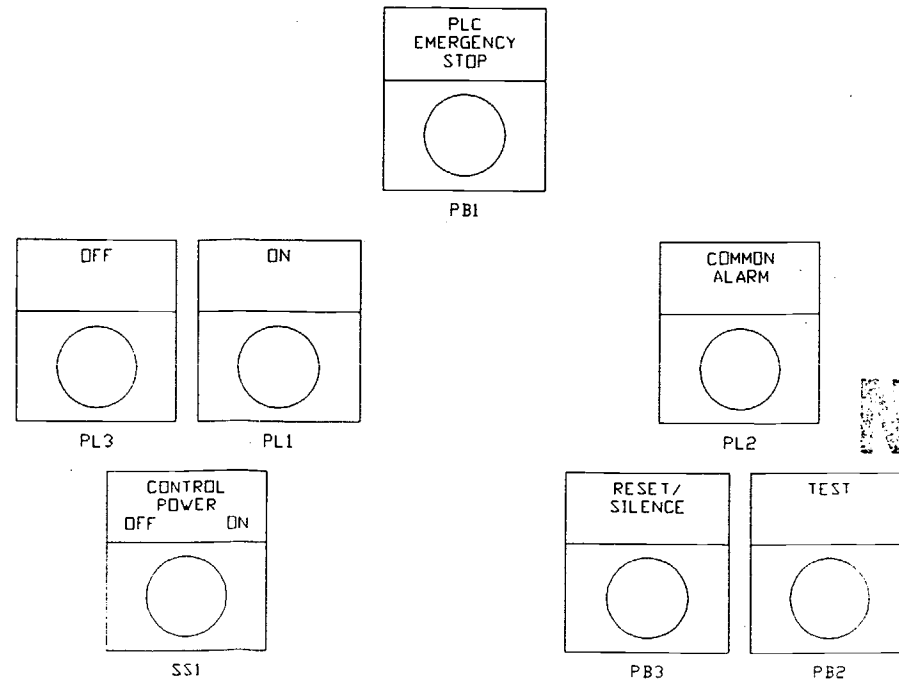 PLC
EMERGENCY
STOP
PB1
OFF
PL3
ON
PL1
COMMON
ALARM
PL2
CONTROL
POWER
OFF ON
SS1
RESET/
SILENCE
PB3
TEST
PB2